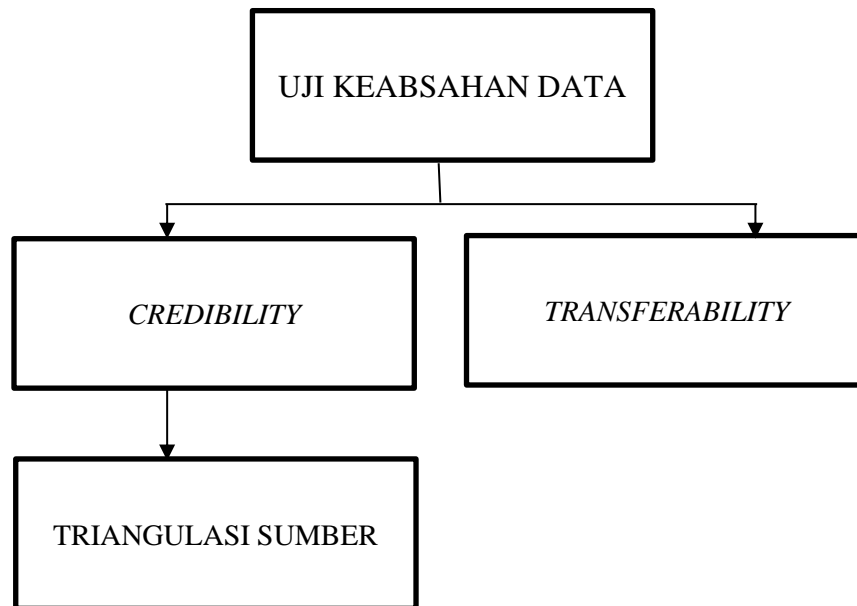 UJI KEABSAHAN DATA
CREDIBILITY
TRANSFERABILITY
TRIANGULASI SUMBER